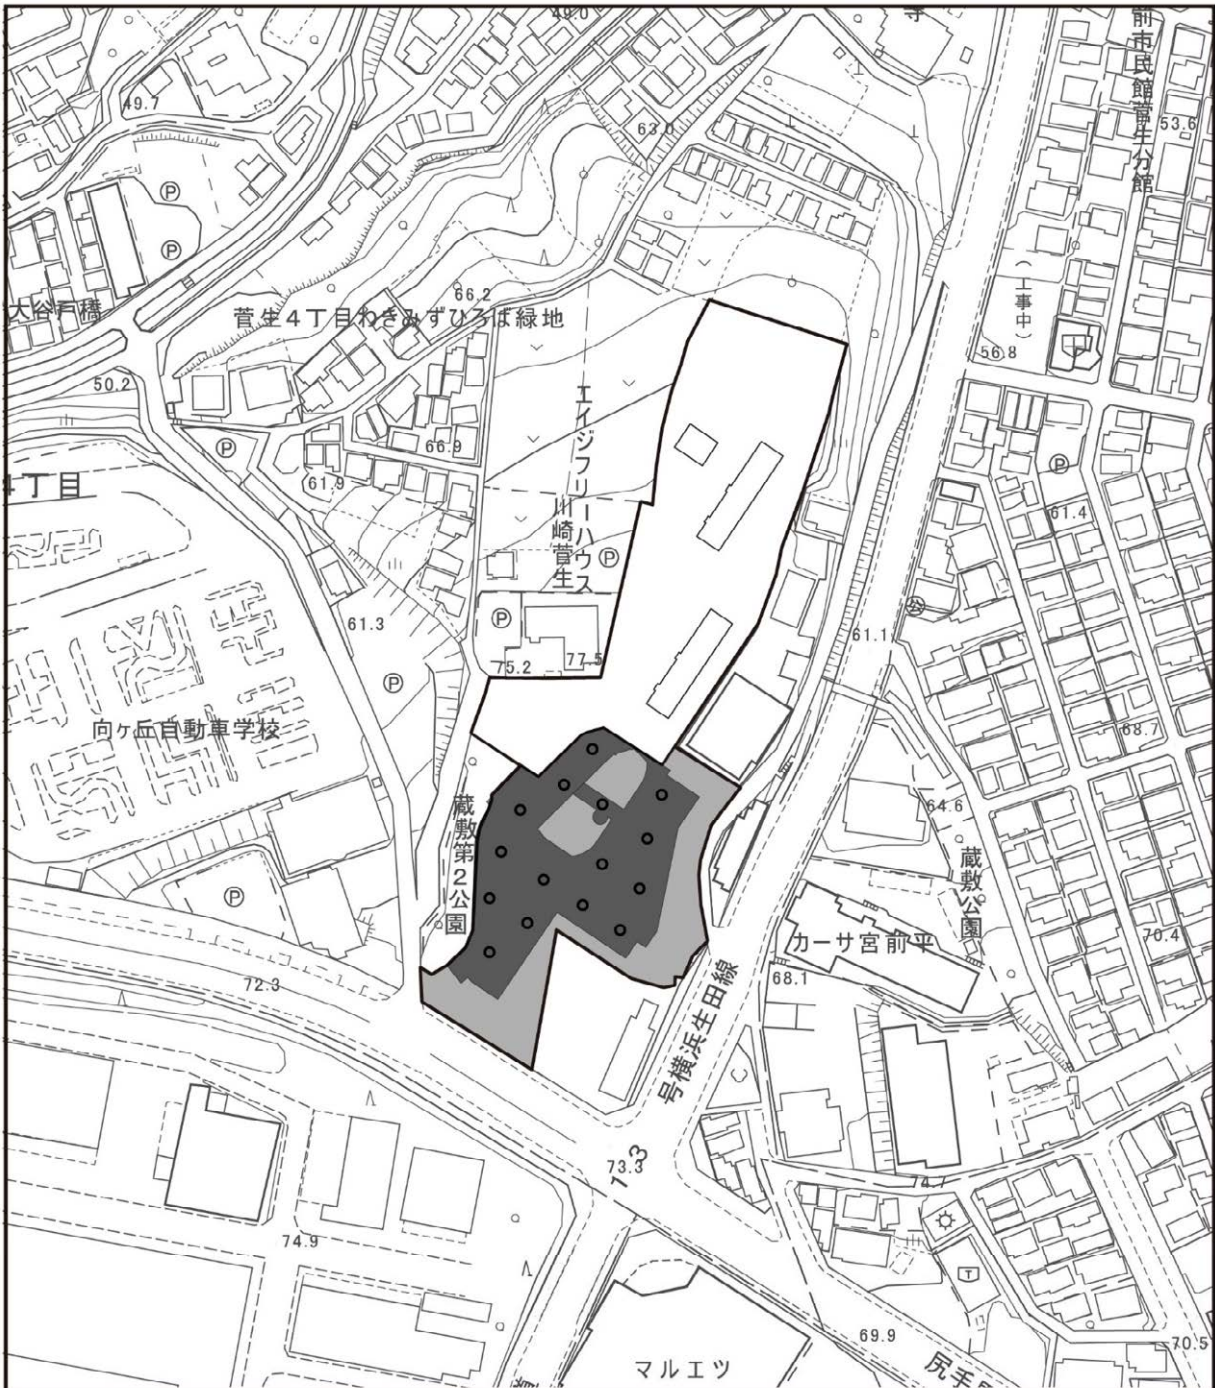 49.0
寺
前市民館菅生分館
49.7
63.0
53.6
P
P
大谷戸橋
66.2
菅生4丁目わきみずひろば緑地
(工事中)
56.8
50.2
エイジフリーハウス
川崎菅生
P
66.9
P
4丁目
61.9
61.4
P
公
61.3
P
61.1
75.2
77.5
P
向ヶ丘自動車学校
68.7
蔵敷第2公園
64.6
蔵敷公園
P
カーサ宮前平
70.4
72.3
68.1
号横浜生田線
73.3
13
74.7
74.9
T
69.9
70.5
マルエツ
尻手